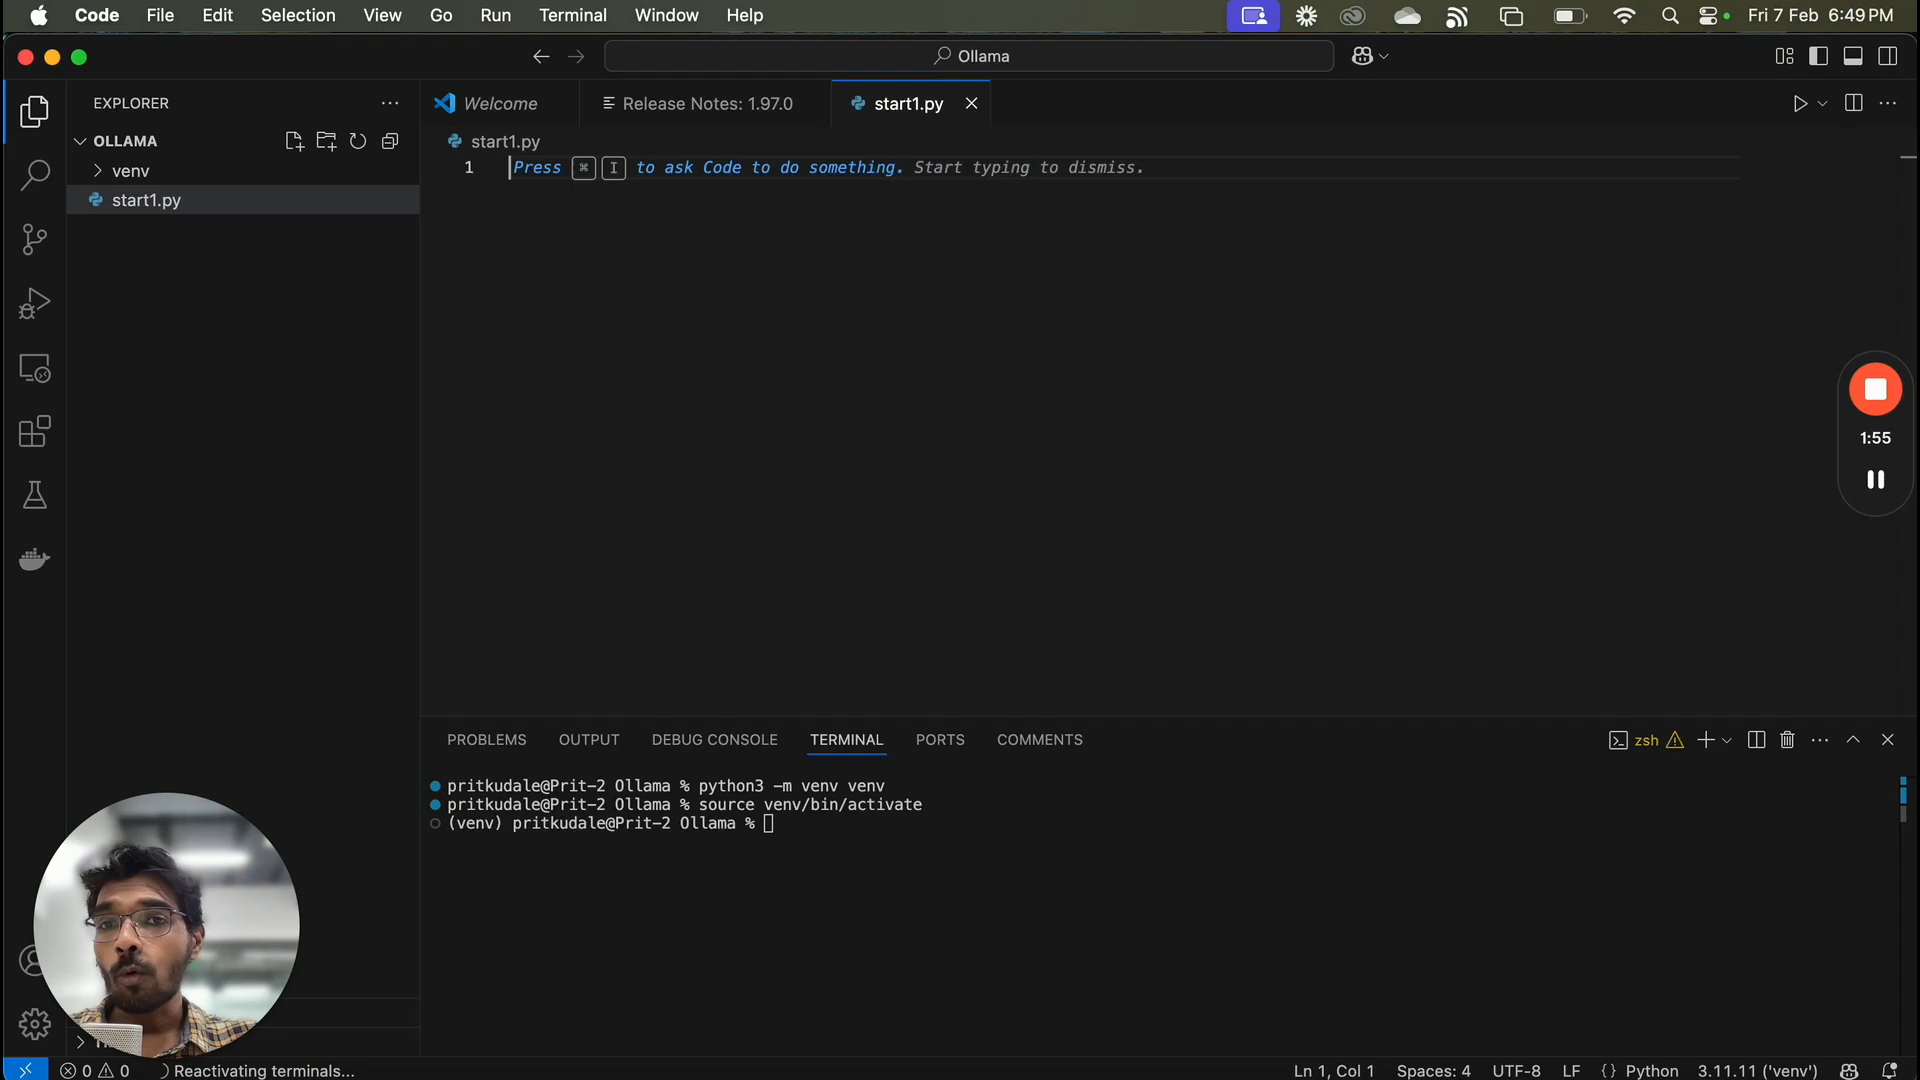 Code File Edit Selection View Go Run Terminal Window Help Fri 7 Feb 6:49 PM
Ollama
EXPLORER
Welcome Release Notes: 1.97.0 start1.py
OLLAMA
start1.py
venv
1 Press ⌘ I to ask Code to do something. Start typing to dismiss.
start1.py
1:55
PROBLEMS OUTPUT DEBUG CONSOLE TERMINAL PORTS COMMENTS zsh
pritkudale@Prit-2 Ollama % python3 -m venv venv
pritkudale@Prit-2 Ollama % source venv/bin/activate
(venv) pritkudale@Prit-2 Ollama %
0 0 Reactivating terminals... Ln 1, Col 1 Spaces: 4 UTF-8 LF {} Python 3.11.11 ('venv')